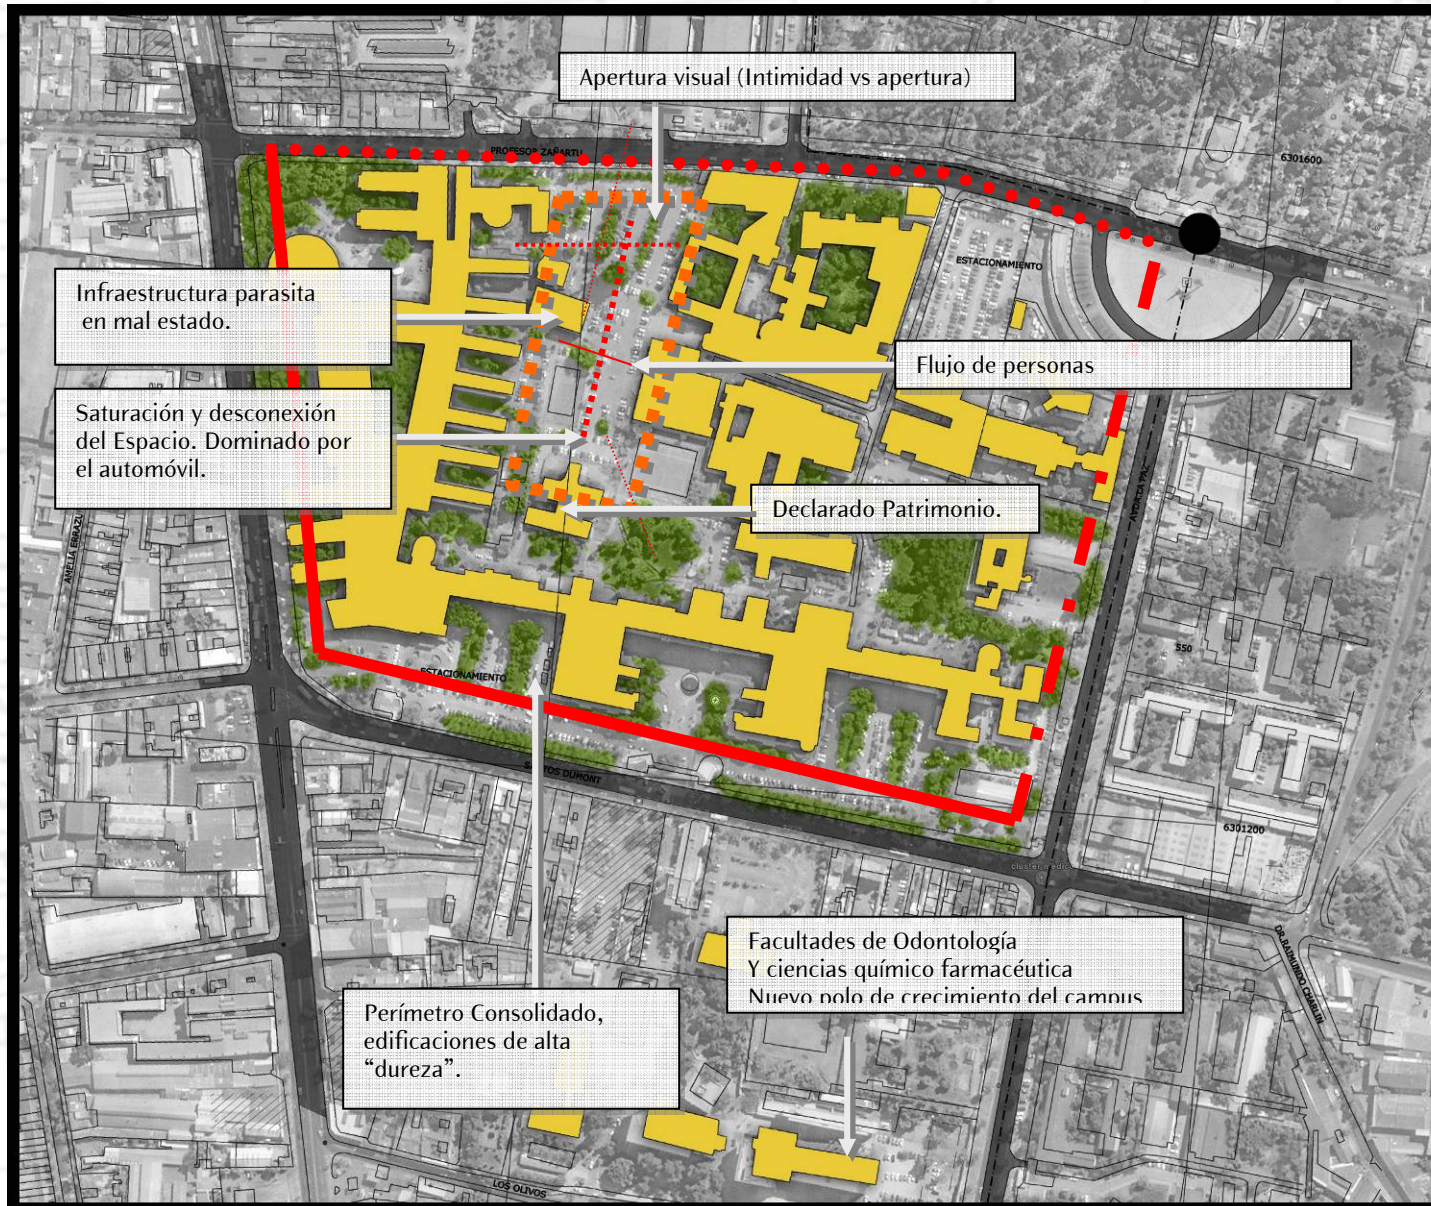 Apertura visual (Intimidad vs apertura)
PROFESOR ZAÑARTU
6301600
ESTACIONAMIENTO
Infraestructura parasita
en mal estado.
Flujo de personas
Saturación y desconexión
del Espacio. Dominado por
el automóvil.
Declarado Patrimonio.
AVDA LA PAZ
AMELIA ERRAZU
550
ESTACIONAMIENTO
SANTOS DUMONT
6301200
Facultades de Odontología
Y ciencias químico farmacéutica
Nuevo polo de crecimiento del campus
DR.RAIMUNDO CHARLIN
Perímetro Consolidado,
edificaciones de alta
“dureza”.
LOS OLIVOS